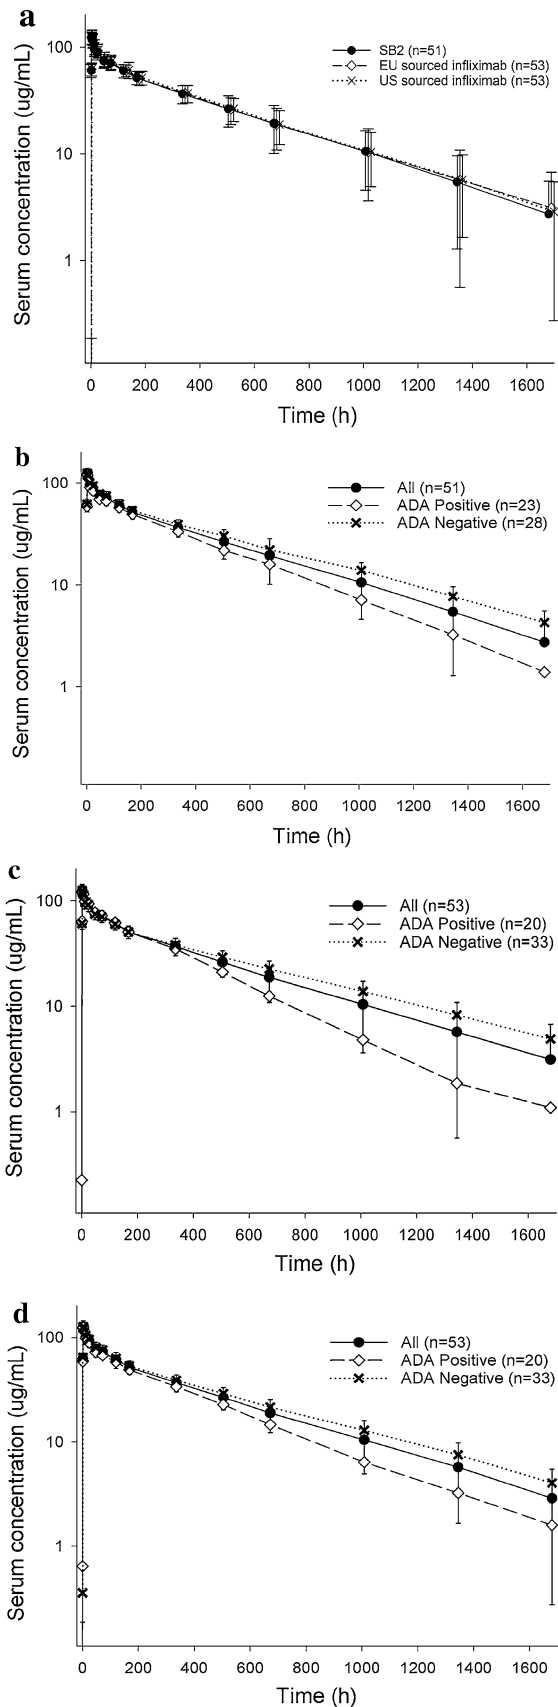 a
Serum concentration (ug/mL)
100
10
1
SB2 (n=51)
EU sourced infliximab (n=53)
US sourced infliximab (n=53)
0 200 400 600 800 1000 1200 1400 1600
Time (h)
b
Serum concentration (ug/mL)
100
10
1
All (n=51)
ADA Positive (n=23)
ADA Negative (n=28)
0 200 400 600 800 1000 1200 1400 1600
Time (h)
c
Serum concentration (ug/mL)
100
10
1
All (n=53)
ADA Positive (n=20)
ADA Negative (n=33)
0 200 400 600 800 1000 1200 1400 1600
Time (h)
d
Serum concentration (ug/mL)
100
10
1
All (n=53)
ADA Positive (n=20)
ADA Negative (n=33)
0 200 400 600 800 1000 1200 1400 1600
Time (h)